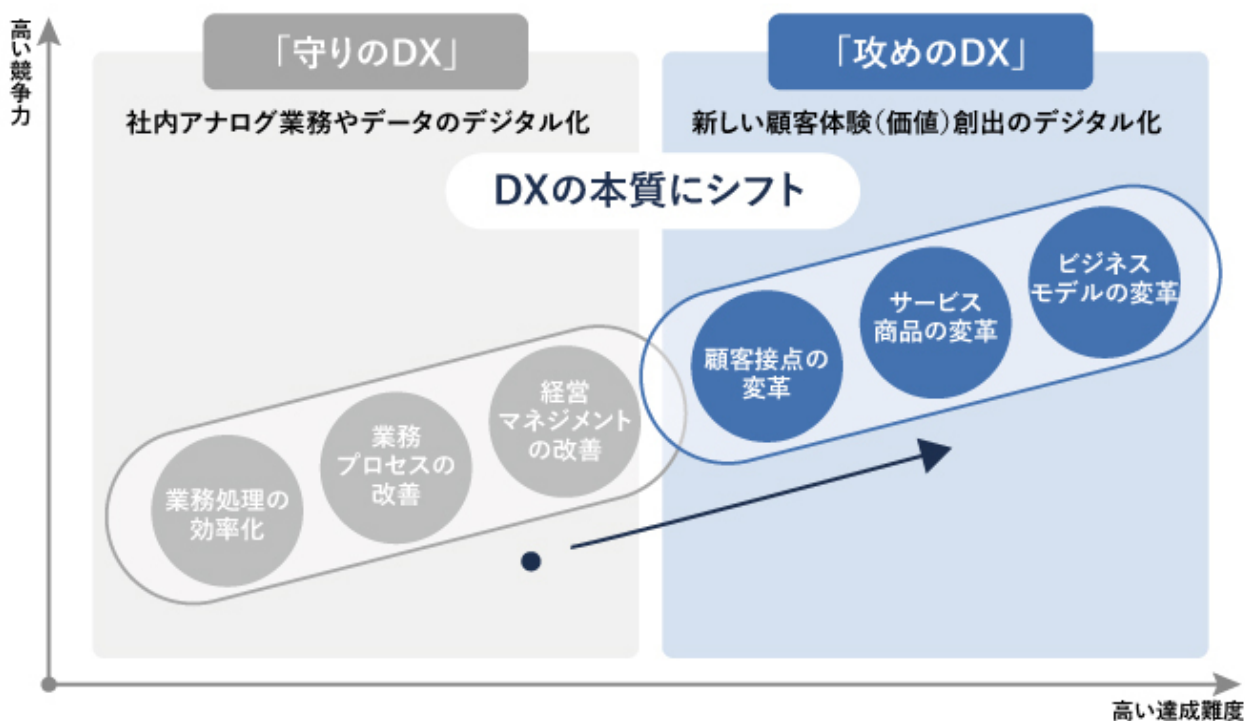 高い競争力
「守りのDX」
社内アナログ業務やデータのデジタル化
「攻めのDX」
新しい顧客体験(価値)創出のデジタル化
DXの本質にシフト
業務処理の
効率化
業務
プロセスの
改善
経営
マネジメント
の改善
顧客接点の
変革
サービス
商品の変革
ビジネス
モデルの変革
高い達成難度